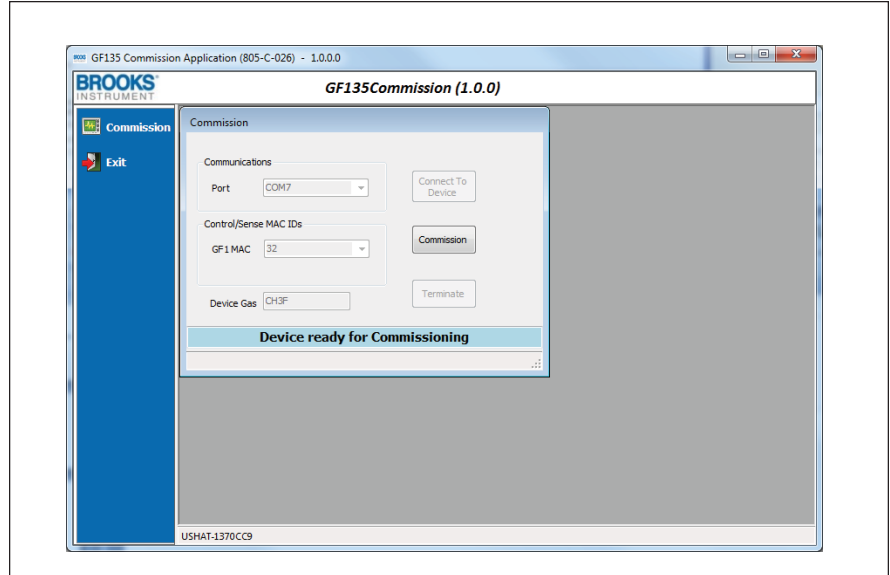 GF135 Commission Application (805-C-026) - 1.0.0.0
BROOKS
INSTRUMENT
GF135Commission (1.0.0)
Commission
Exit
Commission
Communications
Port COM7
Connect To
Device
Control/Sense MAC IDs
GF1 MAC 32
Commission
Device Gas CH3F
Terminate
Device ready for Commissioning
USHAT-1370CC9